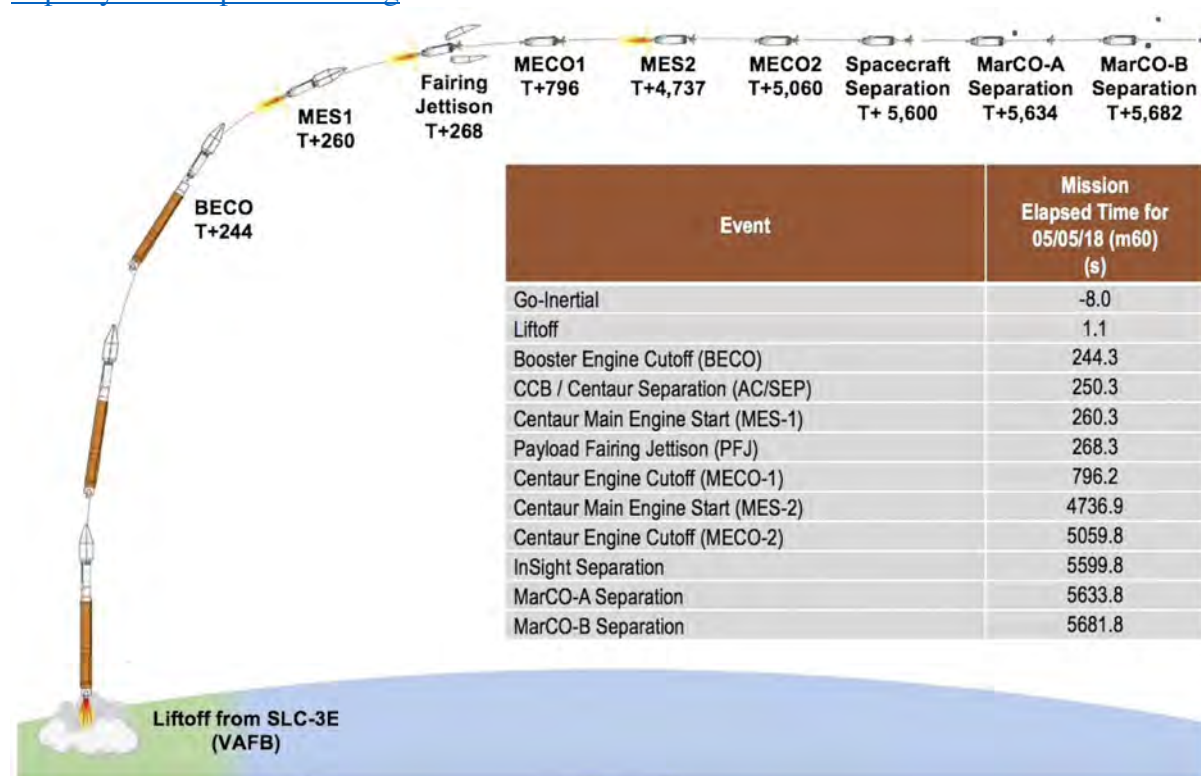 MECO1
T+796
MES2
T+4,737
MECO2
T+5,060
Spacecraft
Separation
T+ 5,600
MarCO-A
Separation
T+5,634
MarCO-B
Separation
T+5,682
Fairing
Jettison
T+268
MES1
T+260
BECO
T+244
Event
Mission
Elapsed Time for
05/05/18 (m60)
(s)
Go-Inertial -8.0
Liftoff 1.1
Booster Engine Cutoff (BECO) 244.3
CCB / Centaur Separation (AC/SEP) 250.3
Centaur Main Engine Start (MES-1) 260.3
Payload Fairing Jettison (PFJ) 268.3
Centaur Engine Cutoff (MECO-1) 796.2
Centaur Main Engine Start (MES-2) 4736.9
Centaur Engine Cutoff (MECO-2) 5059.8
InSight Separation 5599.8
MarCO-A Separation 5633.8
MarCO-B Separation 5681.8
Liftoff from SLC-3E
(VAFB)